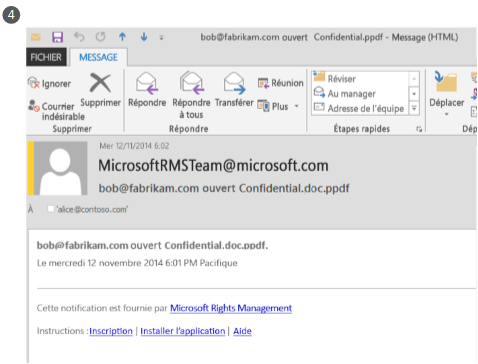 4
bob@fabrikam.com ouvert Confidential.ppdf - Message (HTML)
FICHIER MESSAGE
Ignorer
Courrier indésirable
Supprimer
Répondre
Répondre à tous
Transférer
Réunion
Plus
Réviser
Au manager
Adresse de l'équipe
Déplacer
Supprimer
Répondre
Étapes rapides
Dép
Mer 12/11/2014 6:02
MicrosoftRMSTeam@microsoft.com
bob@fabrikam.com ouvert Confidential.doc.ppdf
À 'alice@contoso.com'
bob@fabrikam.com ouvert Confidential.doc.ppdf.
Le mercredi 12 novembre 2014 6:01 PM Pacifique
Cette notification est fournie par Microsoft Rights Management
Instructions :Inscription | Installer l'application | Aide